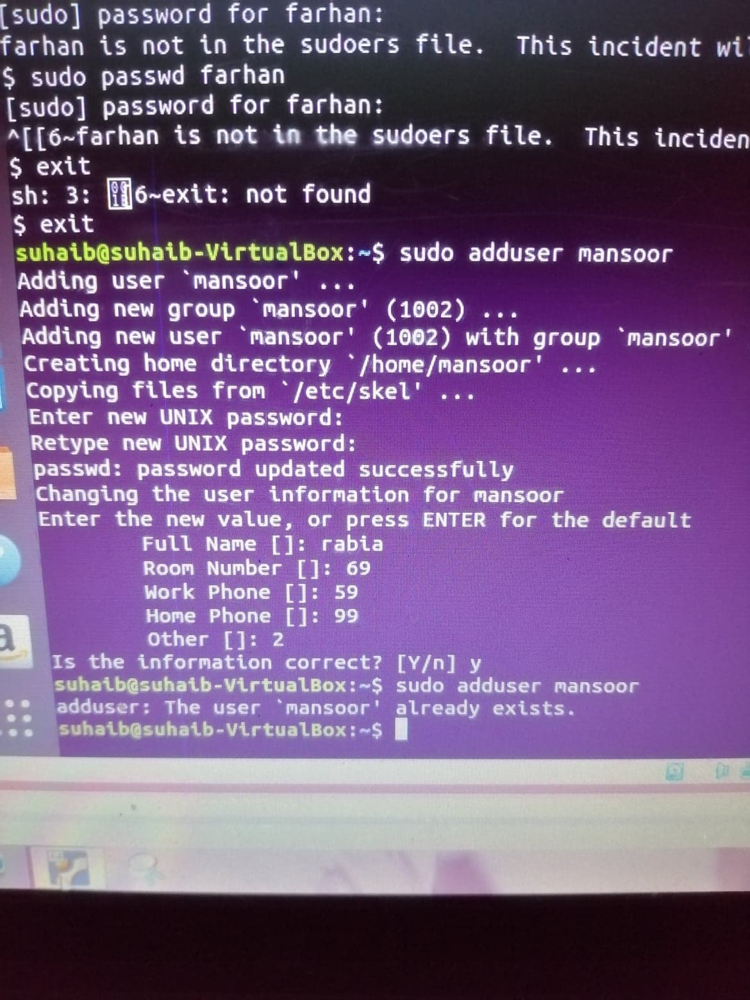 [sudo] password for farhan:
farhan is not in the sudoers file.  This incident wi
$ sudo passwd farhan
[sudo] password for farhan:
^[[6~farhan is not in the sudoers file.  This inciden
$ exit
sh: 3: 6~exit: not found
$ exit
suhaib@suhaib-VirtualBox:~$ sudo adduser mansoor
Adding user `mansoor' ...
Adding new group `mansoor' (1002) ...
Adding new user `mansoor' (1002) with group `mansoor'
Creating home directory `/home/mansoor' ...
Copying files from `/etc/skel' ...
Enter new UNIX password:
Retype new UNIX password:
passwd: password updated successfully
Changing the user information for mansoor
Enter the new value, or press ENTER for the default
Full Name []: rabia
Room Number []: 69
Work Phone []: 59
Home Phone []: 99
Other []: 2
Is the information correct? [Y/n] y
suhaib@suhaib-VirtualBox:~$ sudo adduser mansoor
adduser: The user `mansoor' already exists.
suhaib@suhaib-VirtualBox:~$
a